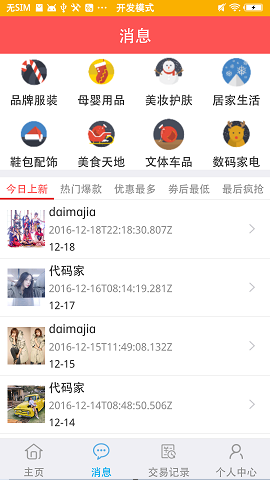 无SIM 开发模式
消息
品牌服装 母婴用品 美妆护肤 居家生活
鞋包配饰 美食天地 文体车品 数码家电
今日上新 热门爆款 优惠最多 劵后最低 最后疯抢
daimajia
2016-12-18T22:18:30.807Z
12-18
代码家
2016-12-16T08:14:19.281Z
12-17
daimajia
2016-12-15T11:49:08.132Z
12-15
代码家
2016-12-14T08:48:50.506Z
12-14
主页 消息 交易记录 个人中心